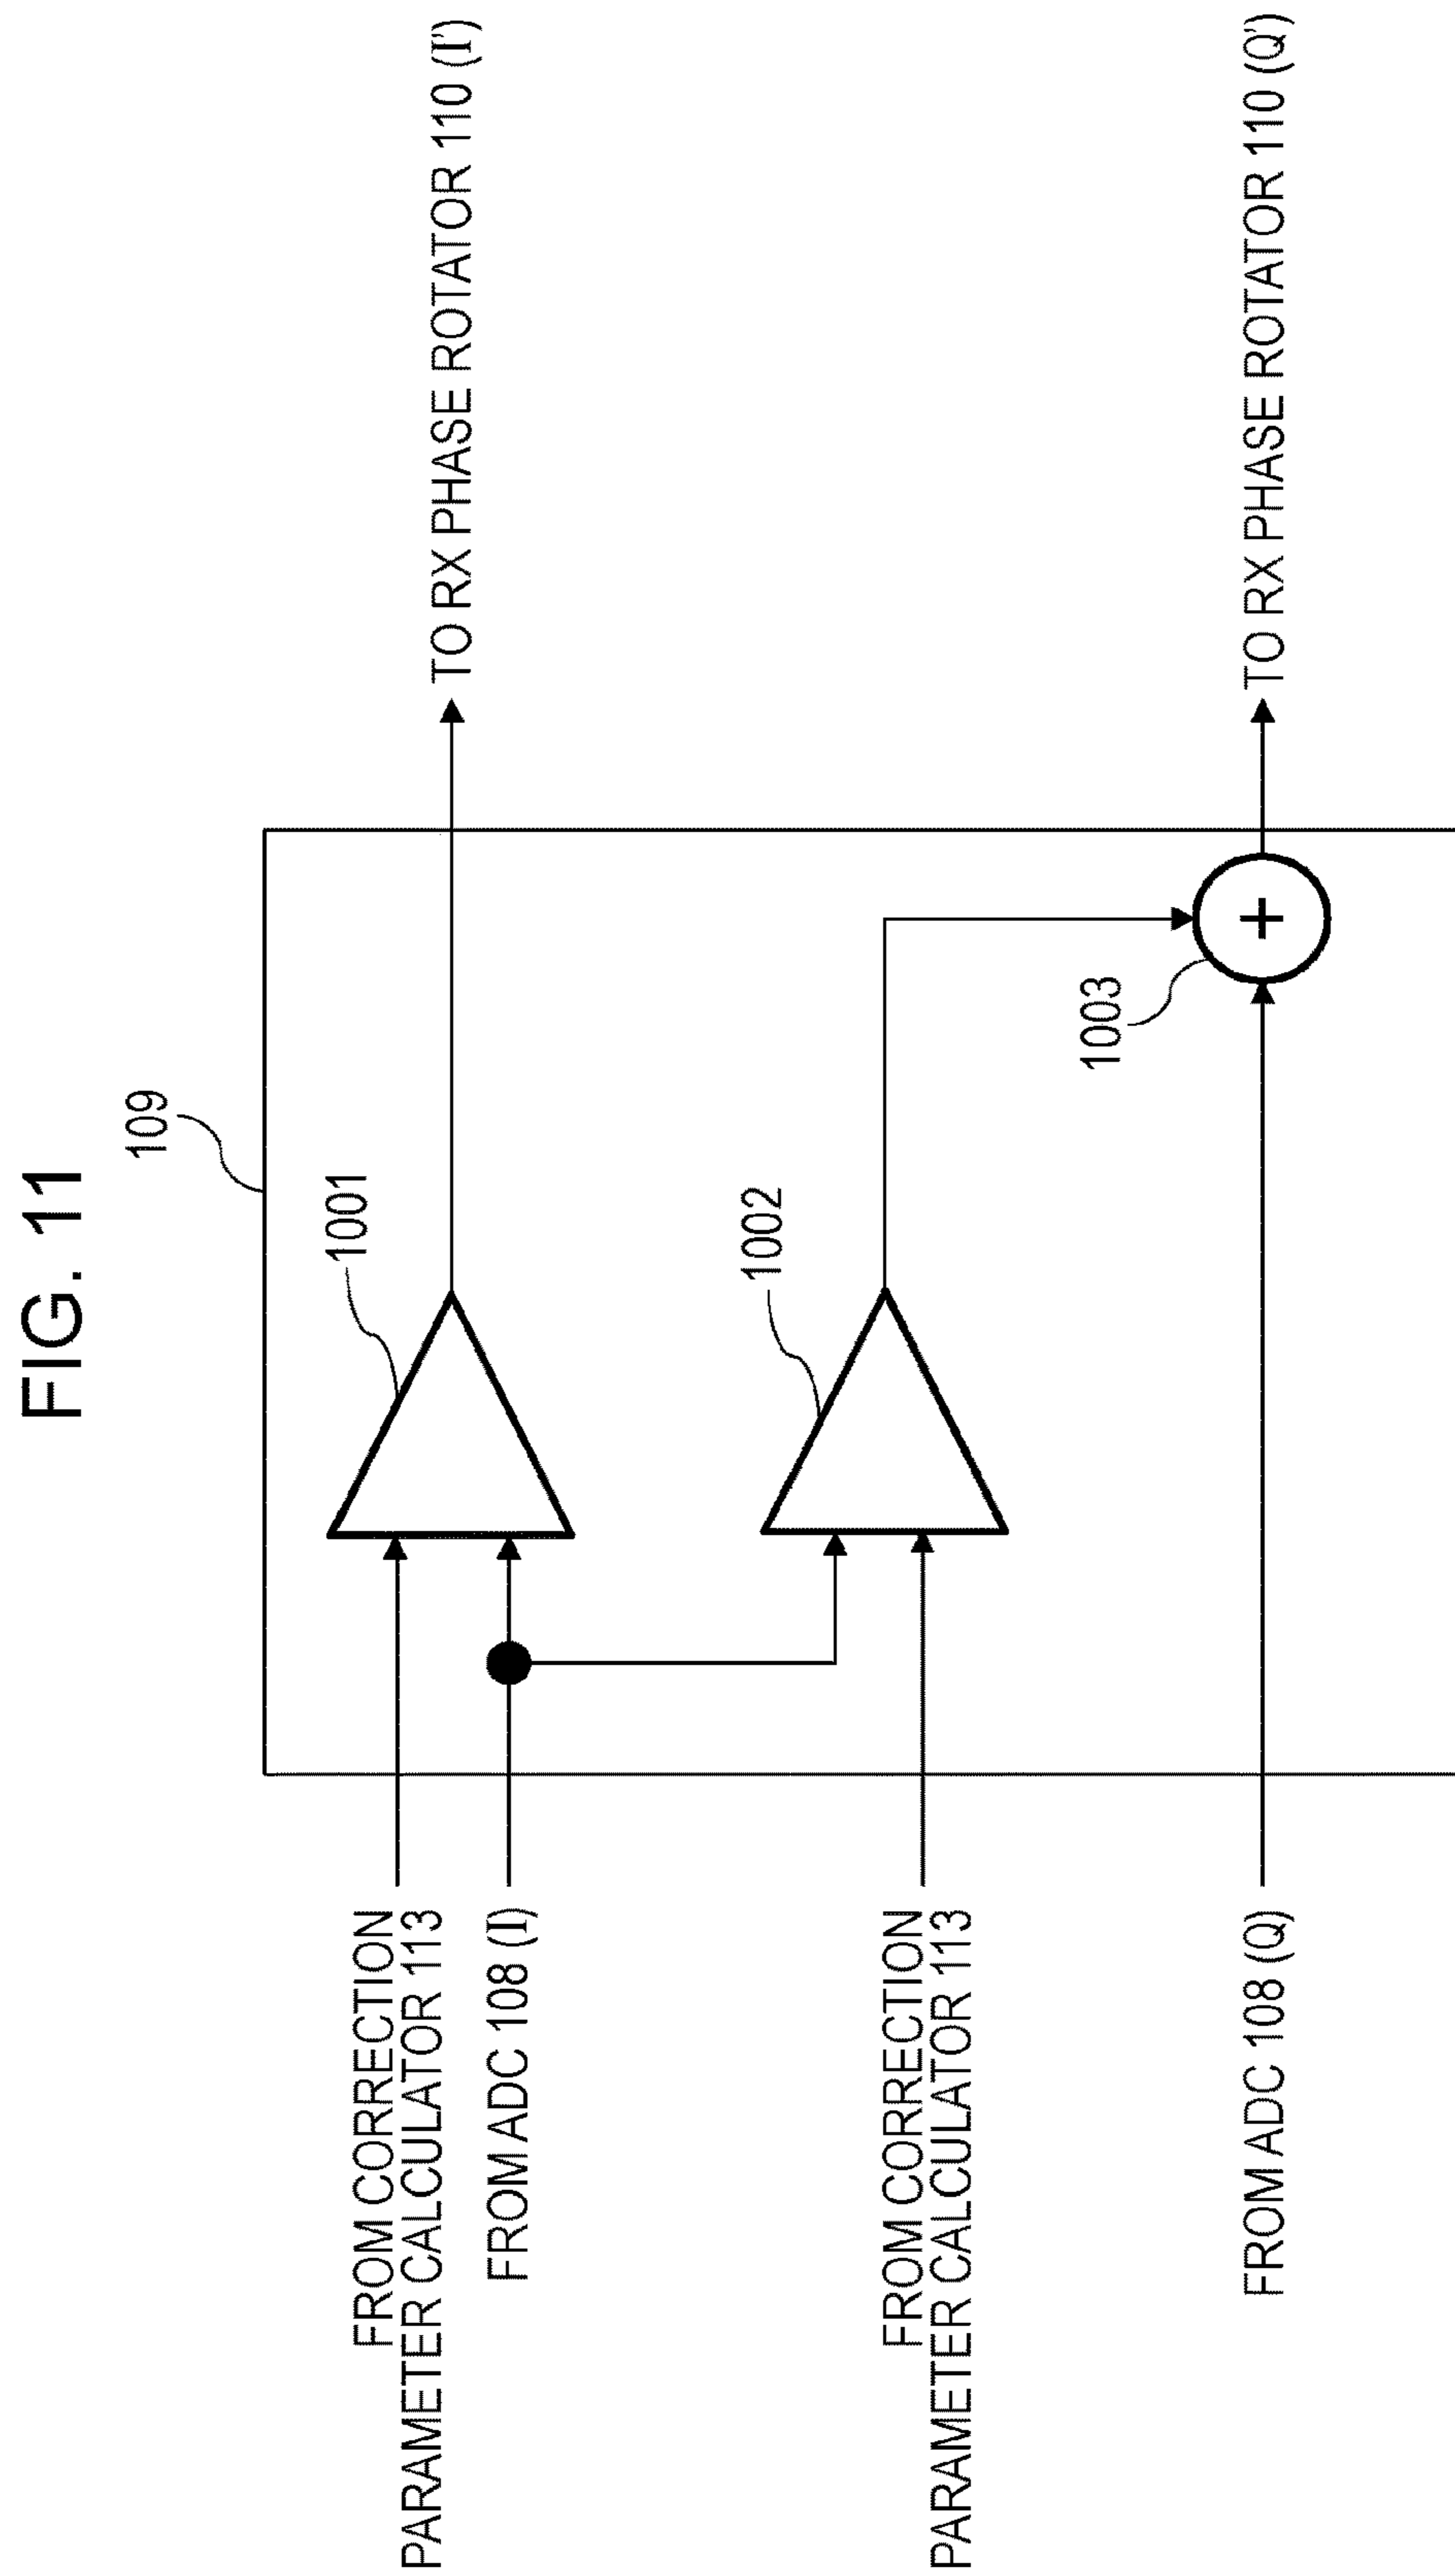 FIG. 11
109
1001
FROM CORRECTION
PARAMETER CALCULATOR 113
FROM ADC 108 (I)
TO RX PHASE ROTATOR 110 (I')
1002
FROM CORRECTION
PARAMETER CALCULATOR 113
1003
+
FROM ADC 108 (Q)
TO RX PHASE ROTATOR 110 (Q')